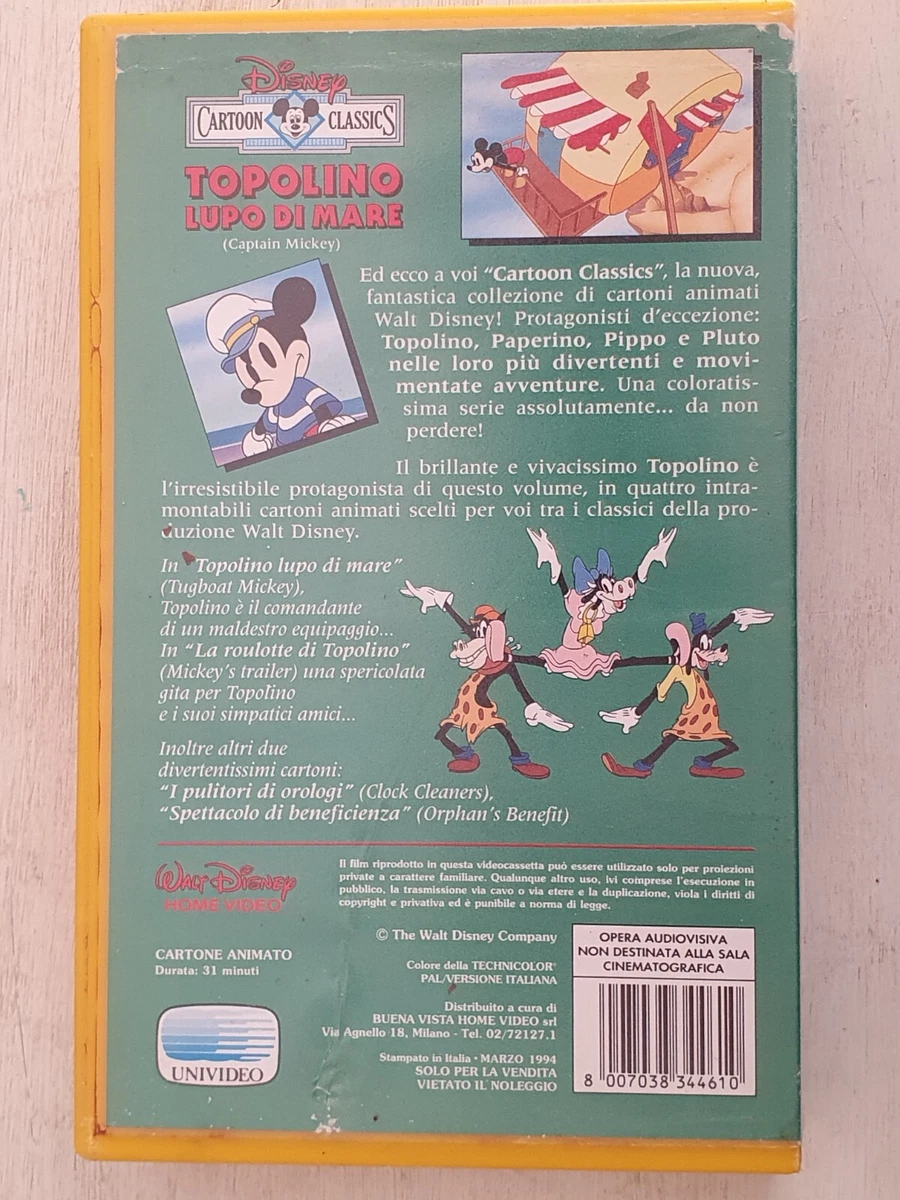 Disney
CARTOON CLASSICS
TOPOLINO
LUPO DI MARE
(Captain Mickey)
Ed ecco a voi “Cartoon Classics”, la nuova,
fantastica collezione di cartoni animati
Walt Disney! Protagonisti d'eccezione:
Topolino, Paperino, Pippo e Pluto
nelle loro più divertenti e movi-
mentate avventure. Una coloratis-
sima serie assolutamente... da non
perdere!
Il brillante e vivacissimo Topolino è
l'irresistibile protagonista di questo volume, in quattro intra-
montabili cartoni animati scelti per voi tra i classici della pro-
duzione Walt Disney.
In “Topolino lupo di mare”
(Tugboat Mickey),
Topolino è il comandante
di un maldestro equipaggio...
In “La roulotte di Topolino”
(Mickey's trailer) una spericolata
gita per Topolino
e i suoi simpatici amici...
Inoltre altri due
divertentissimi cartoni:
“I pulitori di orologi” (Clock Cleaners),
“Spettacolo di beneficienza” (Orphan's Benefit)
WALT DISNEY
HOME VIDEO
Il film riprodotto in questa videocassetta può essere utilizzato solo per proiezioni
private a carattere familiare. Qualunque altro uso, ivi comprese l'esecuzione in
pubblico, la trasmissione via cavo o via etere e la duplicazione, viola i diritti di
copyright e privativa ed è punibile a norma di legge.
CARTONE ANIMATO
Durata: 31 minuti
UNIVIDEO
© The Walt Disney Company
Colore della TECHNICOLOR®
PAL/VERSIONE ITALIANA
Distribuito a cura di
BUENA VISTA HOME VIDEO srl
Via Agnello 18, Milano - Tel. 02/72127.1
Stampato in Italia • MARZO 1994
SOLO PER LA VENDITA
VIETATO IL NOLEGGIO
OPERA AUDIOVISIVA
NON DESTINATA ALLA SALA
CINEMATOGRAFICA
8 007038 344610